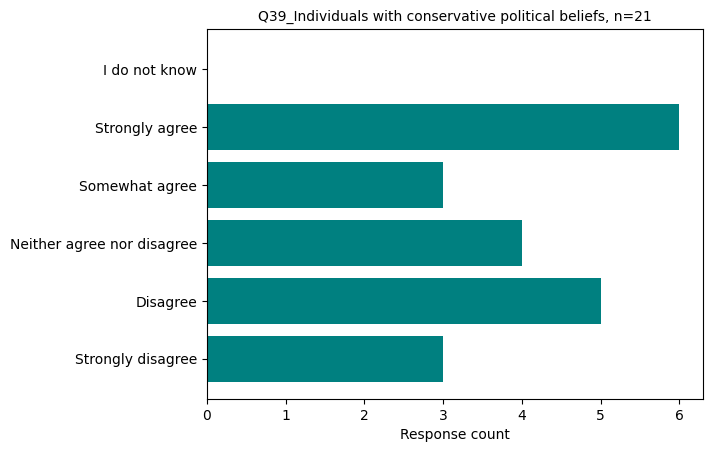 Q39_Individuals with conservative political beliefs, n=21
I do not know
Strongly agree
Somewhat agree
Neither agree nor disagree
Disagree
Strongly disagree
0 1 2 3 4 5 6
Response count